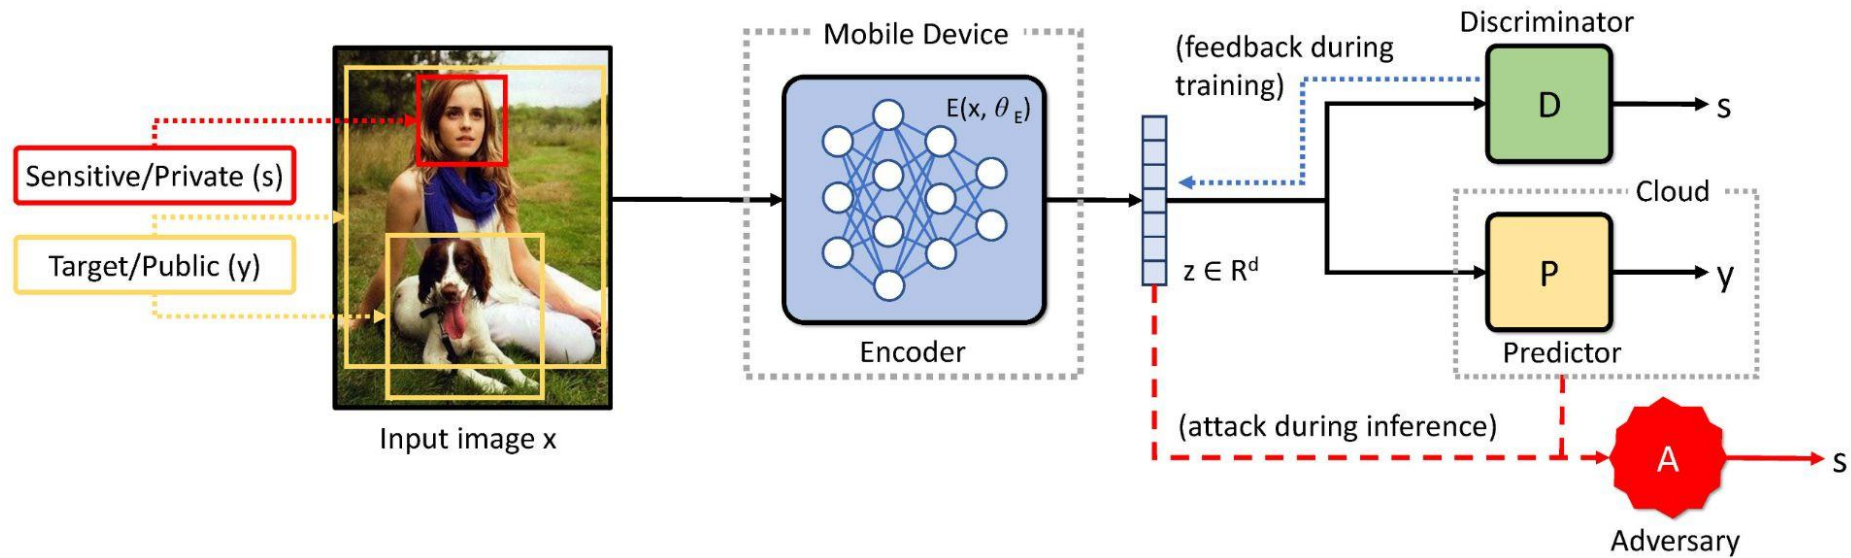 Sensitive/Private (s)
Target/Public (y)
Input image x
Mobile Device
E(x, θ_E)
Encoder
z ∈ R^d
(feedback during
training)
Discriminator
D
s
Cloud
P
y
Predictor
(attack during inference)
A
s
Adversary